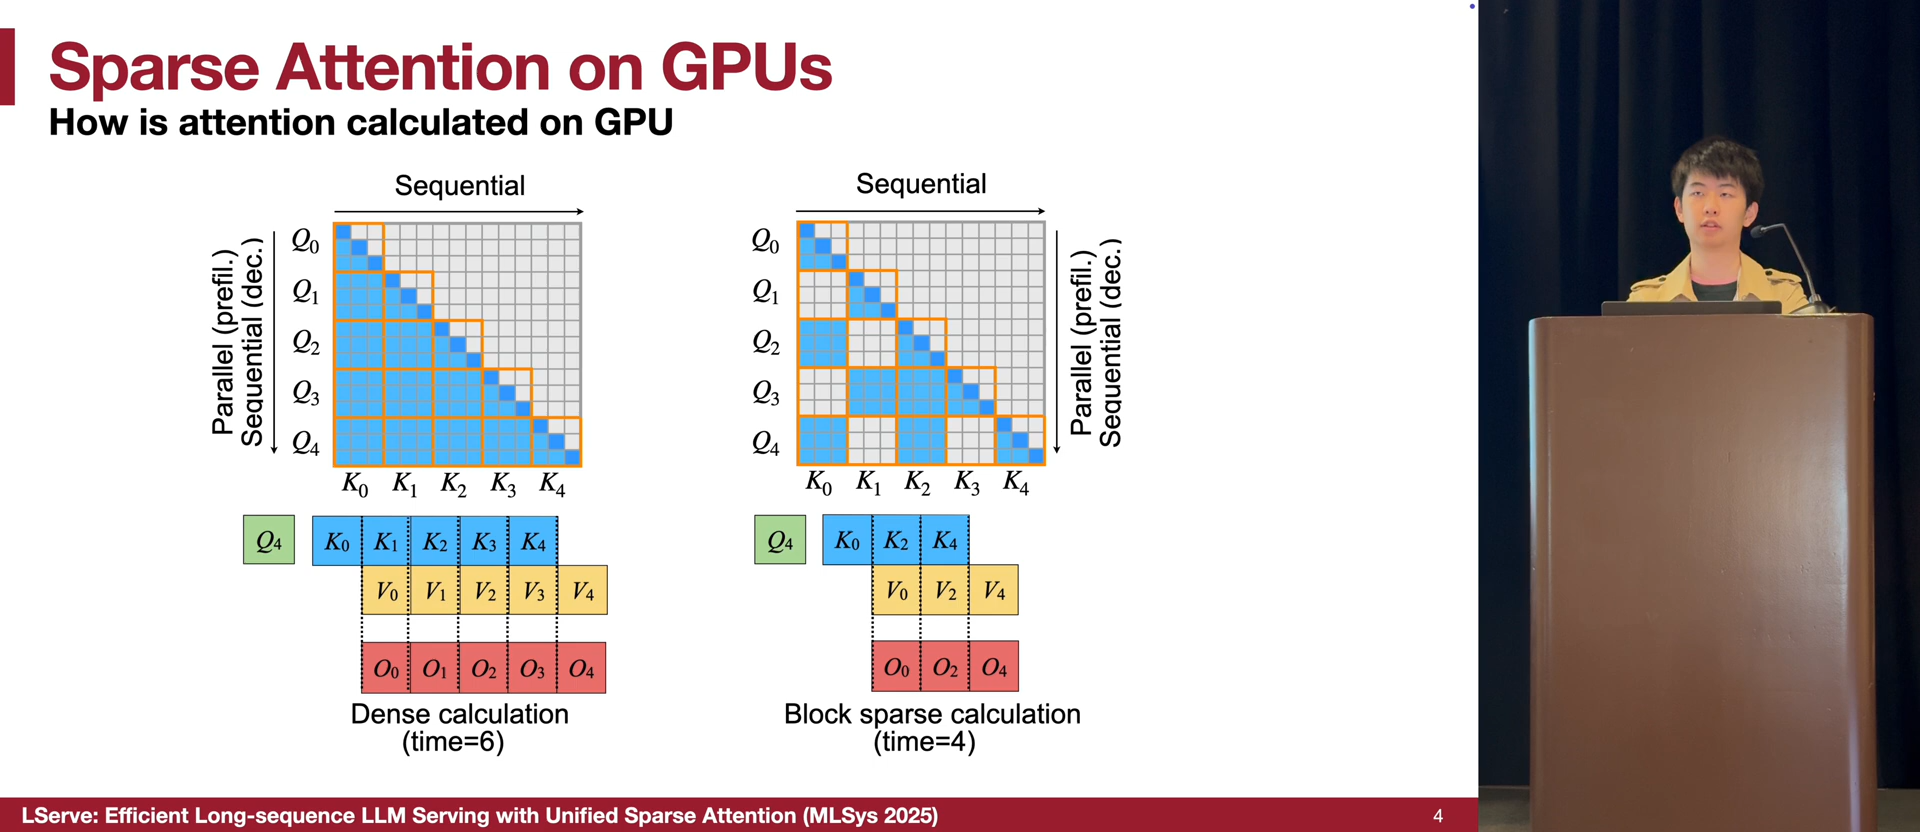 Sparse Attention on GPUs
How is attention calculated on GPU
Sequential
Parallel (prefil.)
Sequential (dec.)
Q0
Q1
Q2
Q3
Q4
K0 K1 K2 K3 K4
Q4 K0 K1 K2 K3 K4
V0 V1 V2 V3 V4
O0 O1 O2 O3 O4
Dense calculation
(time=6)
Sequential
Q0
Q1
Q2
Q3
Q4
Parallel (prefil.)
Sequential (dec.)
K0 K1 K2 K3 K4
Q4 K0 K2 K4
V0 V2 V4
O0 O2 O4
Block sparse calculation
(time=4)
LServe: Efficient Long-sequence LLM Serving with Unified Sparse Attention (MLSys 2025)
4